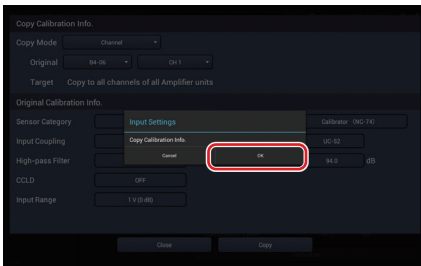 Copy Calibration Info.
Copy Mode Channel
Original B4-06 CH 1
Target Copy to all channels of all Amplifier units
Original Calibration Info.
Sensor Category Calibrator (NC-74)
Input Settings
Input Coupling UC-52
Copy Calibration Info.
High-pass Filter 94.0 dB
Cancel OK
CCLD OFF
Input Range 1 V (0 dB)
Close Copy